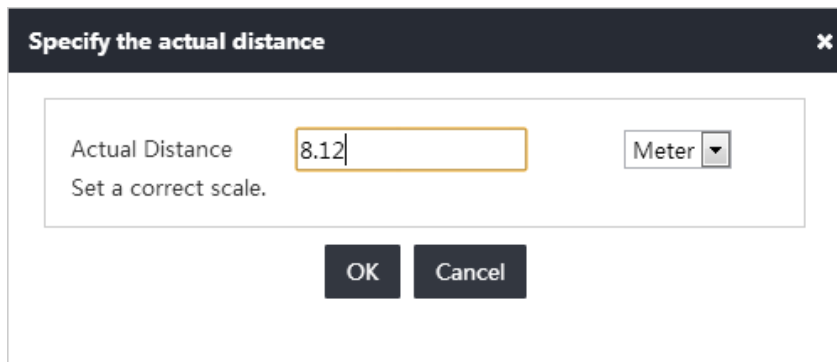 Specify the actual distance
Actual Distance 8.12 Meter
Set a correct scale.
OK Cancel